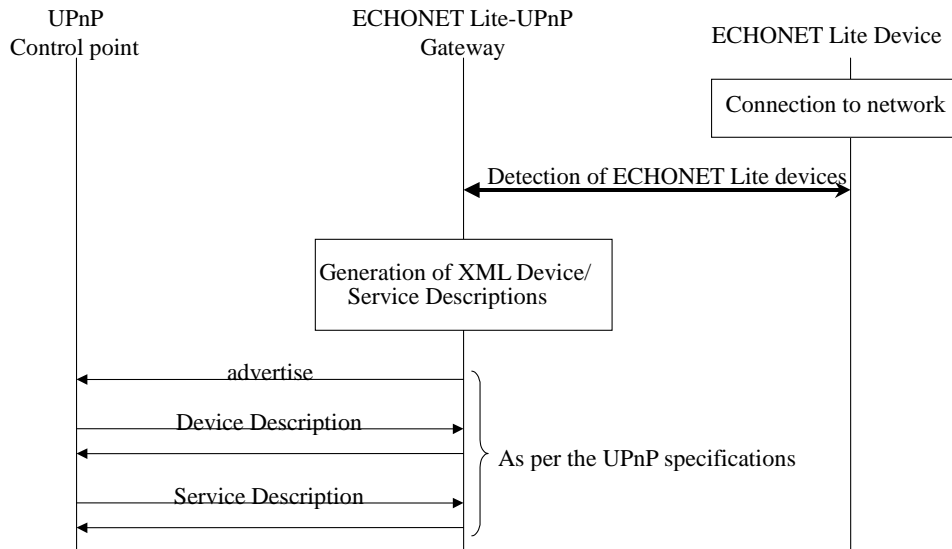 UPnP
Control point
ECHONET Lite-UPnP
Gateway
ECHONET Lite Device
Connection to network
Detection of ECHONET Lite devices
Generation of XML Device/
Service Descriptions
advertise
Device Description
As per the UPnP specifications
Service Description